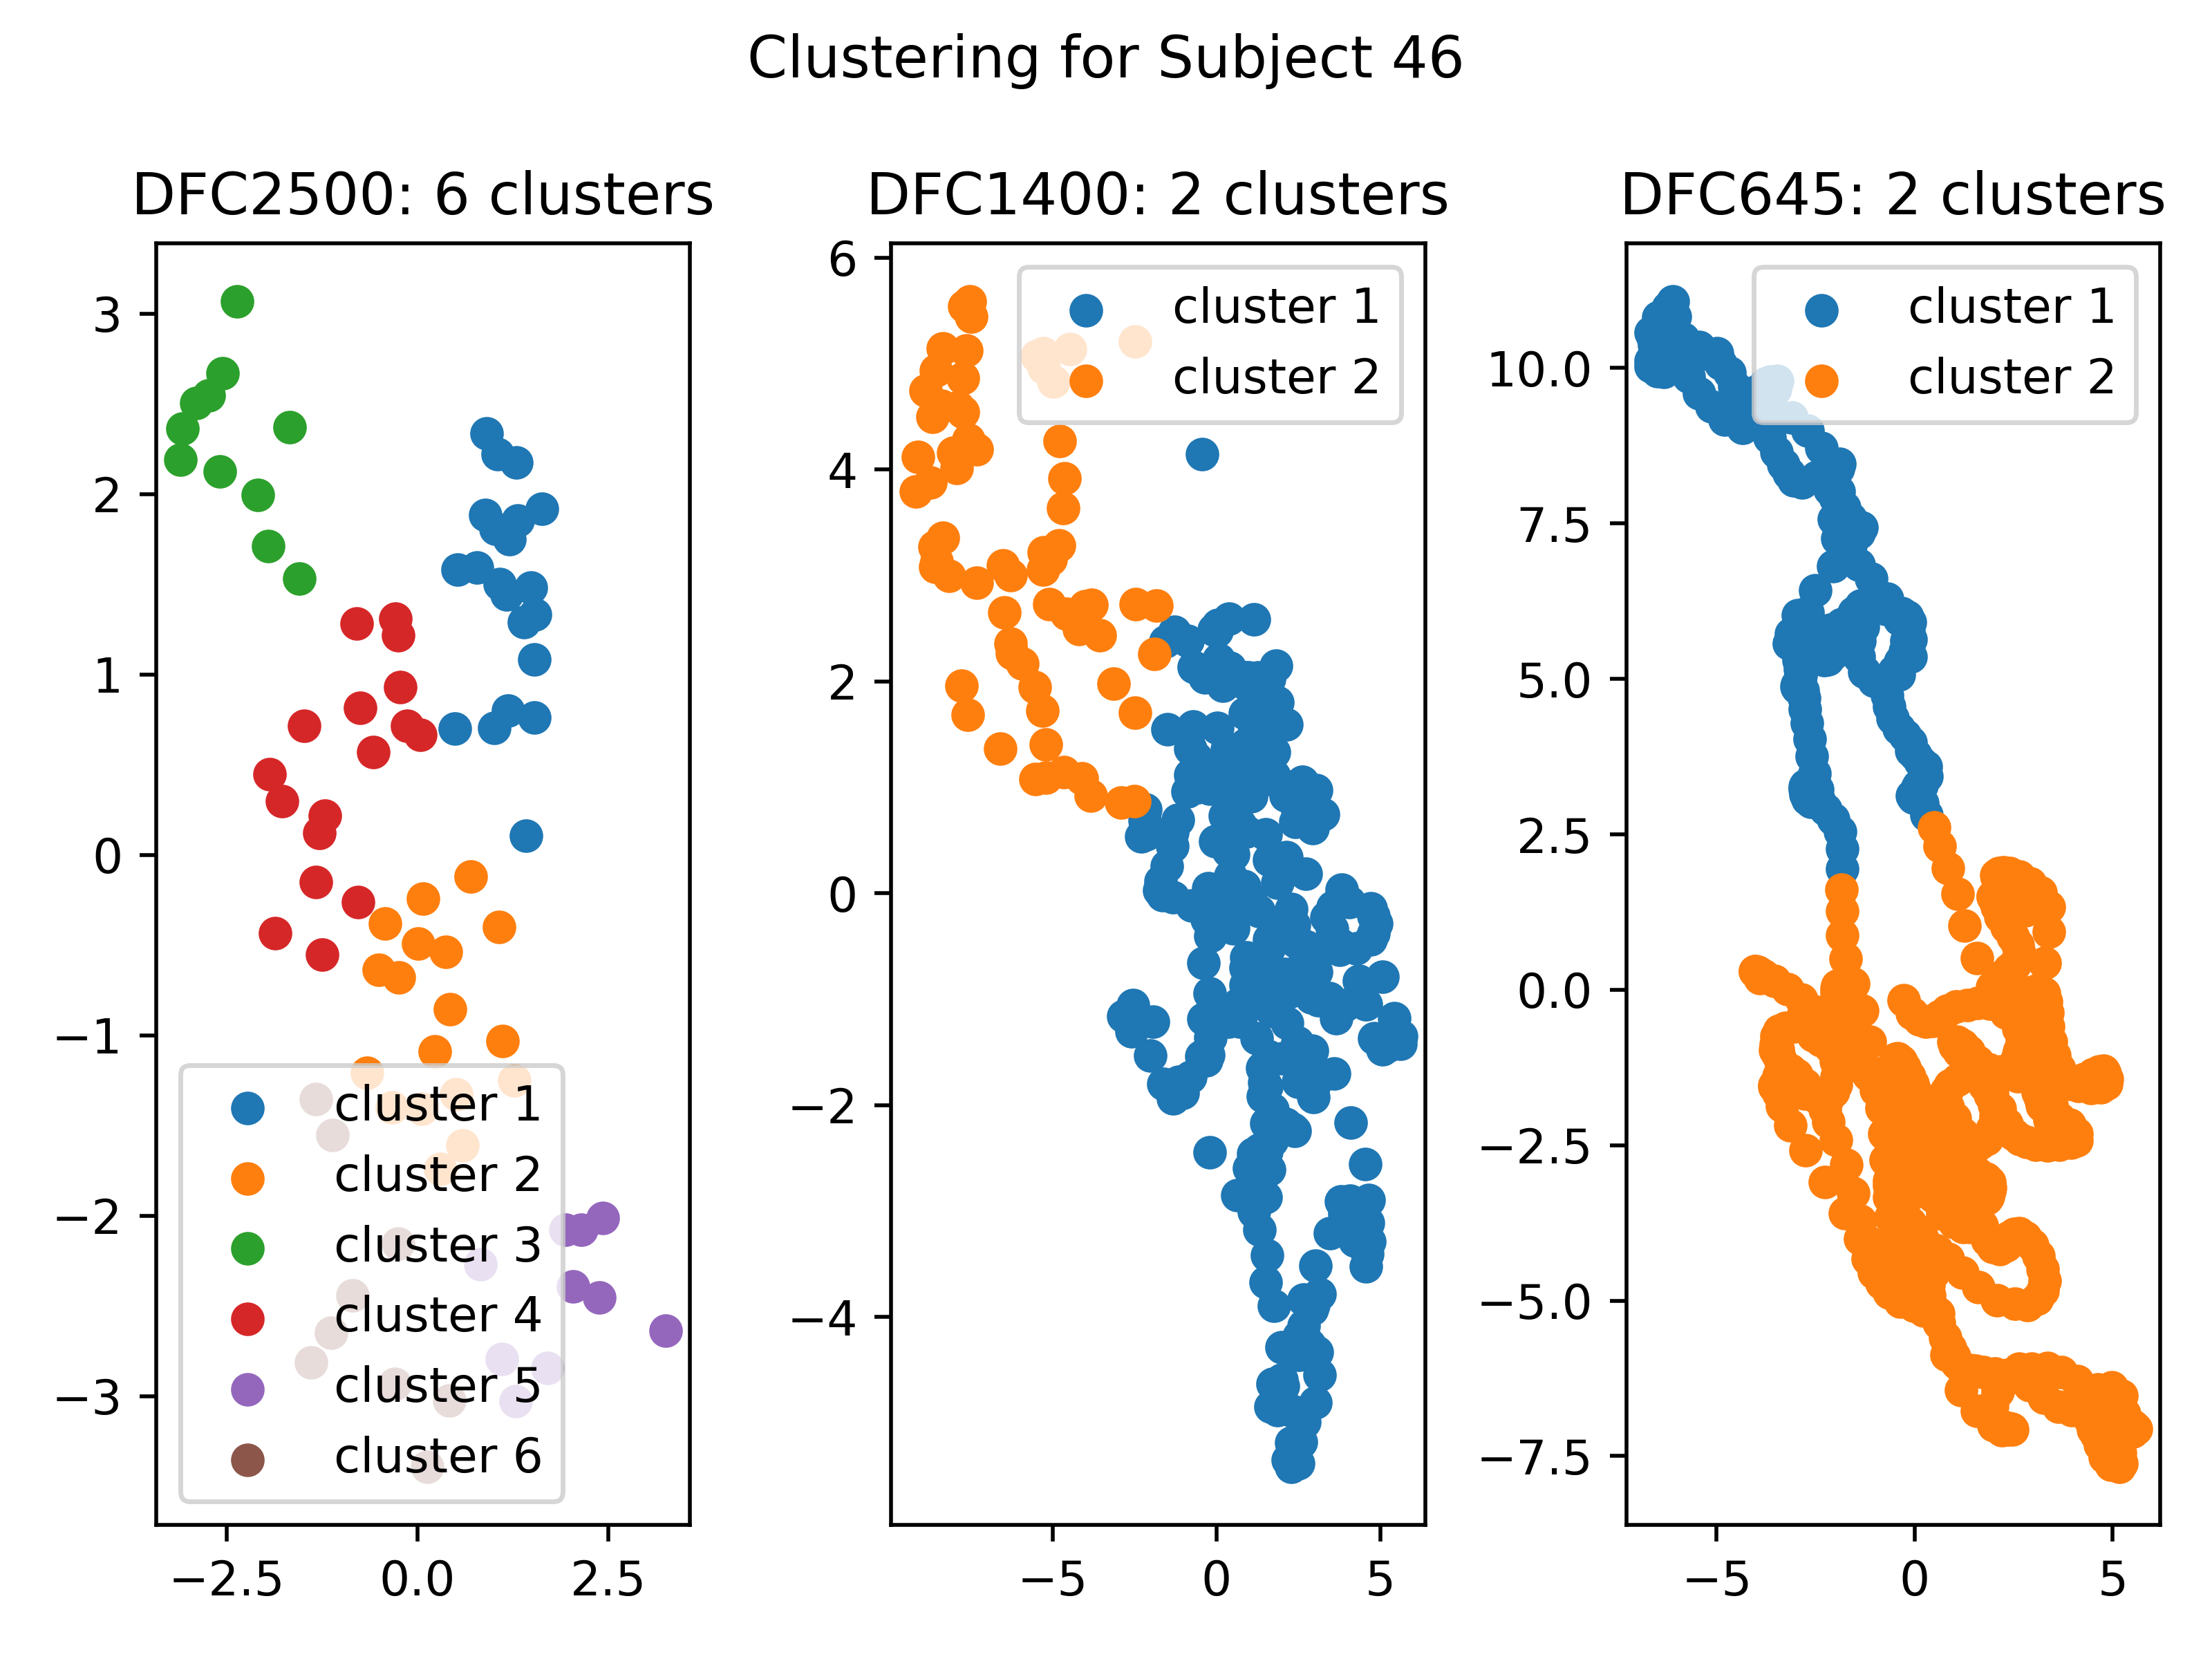 Clustering for Subject 46
DFC2500: 6 clusters
3
2
1
0
−1
−2
−3
−2.5
0.0
2.5
cluster 1
cluster 2
cluster 3
cluster 4
cluster 5
cluster 6
DFC1400: 2 clusters
6
4
2
0
−2
−4
−5
0
5
cluster 1
cluster 2
DFC645: 2 clusters
10.0
7.5
5.0
2.5
0.0
−2.5
−5.0
−7.5
−5
0
5
cluster 1
cluster 2